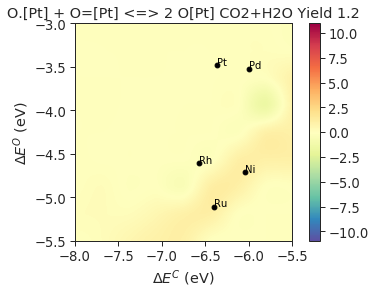 O.[Pt] + O=[Pt] <=> 2 O[Pt] CO2+H2O Yield 1.2
ΔE^O (eV)
−3.0
−3.5
−4.0
−4.5
−5.0
−5.5
Pt
Pd
Rh
Ni
Ru
−8.0 −7.5 −7.0 −6.5 −6.0 −5.5
ΔE^C (eV)
10.0
7.5
5.0
2.5
0.0
−2.5
−5.0
−7.5
−10.0